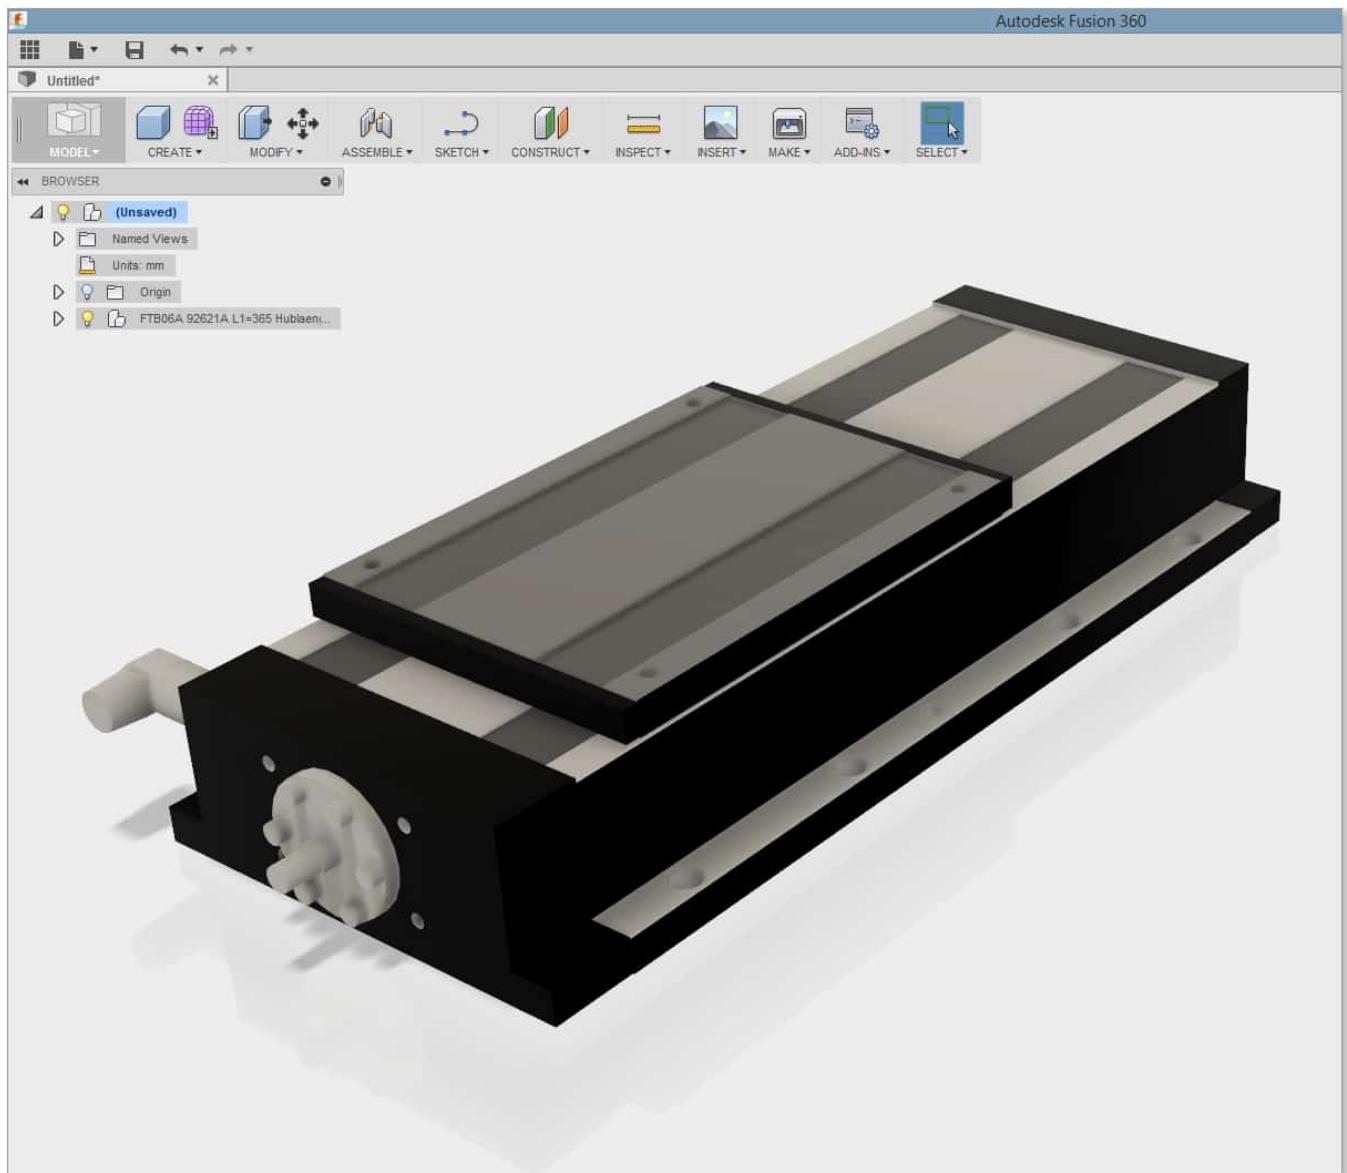 Autodesk Fusion 360
Untitled*
MODEL
CREATE
MODIFY
ASSEMBLE
SKETCH
CONSTRUCT
INSPECT
INSERT
MAKE
ADD-INS
SELECT
BROWSER
(Unsaved)
Named Views
Units: mm
Origin
FTB06A 92621A L1=365 Hublaen...